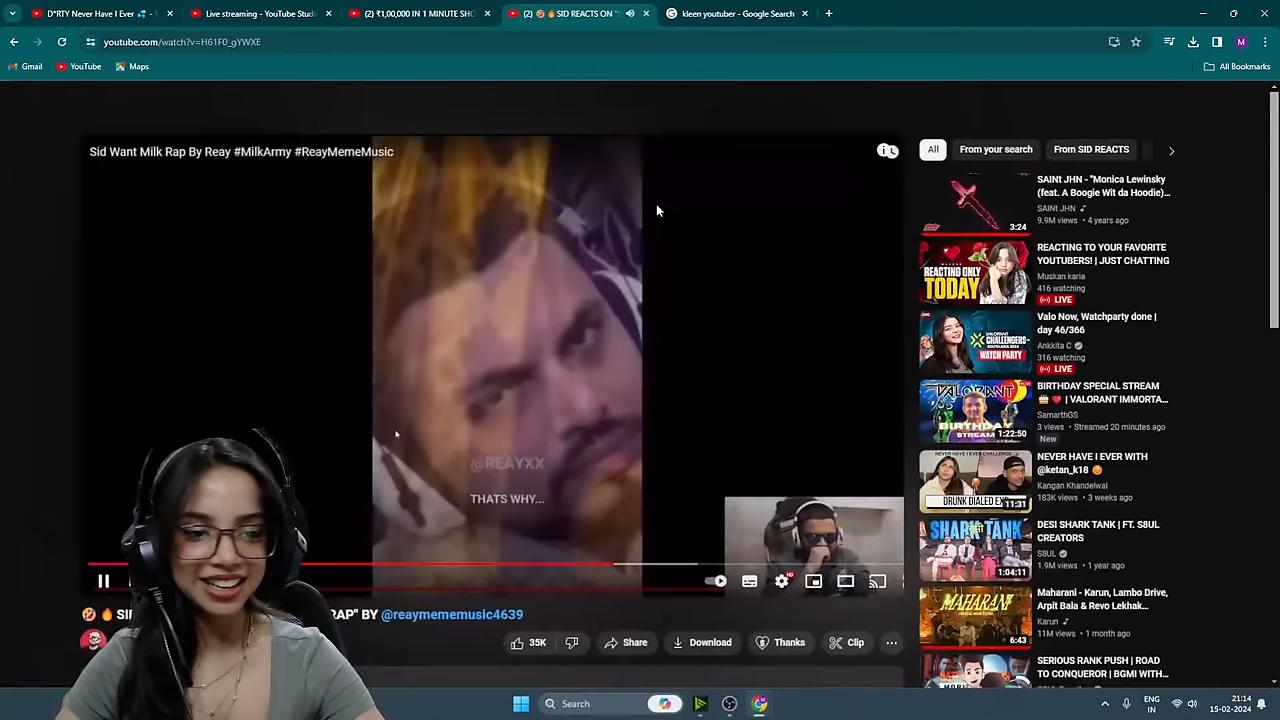 D*RTY Never Have I Ever
Live streaming - YouTube Studi
(2) ₹1,00,000 IN 1 MINUTE SHO
(2) SID REACTS ON "S
kleen youtuber - Google Search
youtube.com/watch?v=H61F0_gYWXE
M
Gmail
YouTube
Maps
All Bookmarks
Sid Want Milk Rap By Reay #MilkArmy #ReayMemeMusic
@REAYXX
THATS WHY...
HD
RAP" BY @reaymememusic4639
35K
Share
Download
Thanks
Clip
All
From your search
From SID REACTS
SAINt JHN - "Monica Lewinsky
(feat. A Boogie Wit da Hoodie)...
SAINt JHN
9.9M views • 4 years ago
3:24
REACTING TO YOUR FAVORITE
YOUTUBERS! | JUST CHATTING
Muskan karia
416 watching
LIVE
REACTING ONLY
TODAY
Valo Now, Watchparty done |
day 46/366
Ankkita C
316 watching
LIVE
VALORANT
CHALLENGERS
WATCH PARTY
BIRTHDAY SPECIAL STREAM
| VALORANT IMMORTA...
SamarthGS
3 views • Streamed 20 minutes ago
New
VALORANT
BIRTHDAY
STREAM
1:22:50
NEVER HAVE I EVER WITH
@ketan_k18
Kangan Khandelwal
183K views • 3 weeks ago
NEVER HAVE I EVER CHALLENGE
DRUNK DIALED EX
11:31
DESI SHARK TANK | FT. S8UL
CREATORS
S8UL
1.9M views • 1 year ago
SHARK TANK
1:04:11
Maharani - Karun, Lambo Drive,
Arpit Bala & Revo Lekhak...
Karun
11M views • 1 month ago
MAHARANI
6:43
SERIOUS RANK PUSH | ROAD
TO CONQUEROR | BGMI WITH...
Search
ENG
IN
21:14
15-02-2024